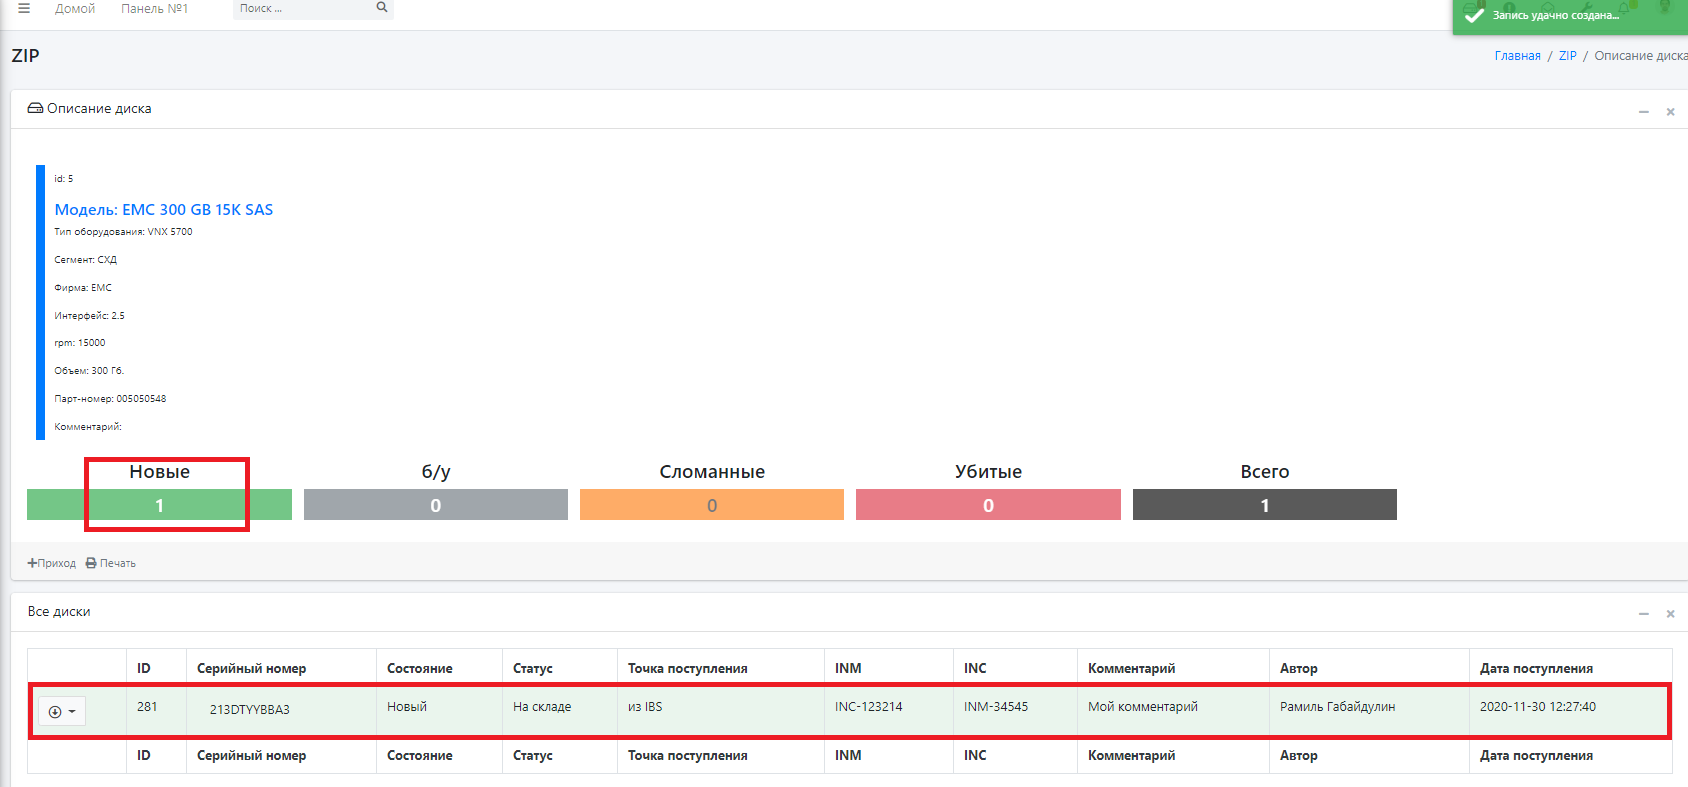 Домой Панель №1 Поиск ...
Запись удачно создана...
ZIP
Главная / ZIP / Описание диска
Описание диска
id: 5
Модель: EMC 300 GB 15K SAS
Тип оборудования: VNX 5700
Сегмент: СХД
Фирма: EMC
Интерфейс: 2.5
rpm: 15000
Объем: 300 Гб.
Парт-номер: 005050548
Комментарий:
Новые б/у Сломанные Убитые Всего
1 0 0 0 1
Приход Печать
Все диски
ID Серийный номер Состояние Статус Точка поступления INM INC Комментарий Автор Дата поступления
281 213DTYYBBA3 Новый На складе из IBS INC-123214 INM-34545 Мой комментарий Рамиль Габайдулин 2020-11-30 12:27:40
ID Серийный номер Состояние Статус Точка поступления INM INC Комментарий Автор Дата поступления